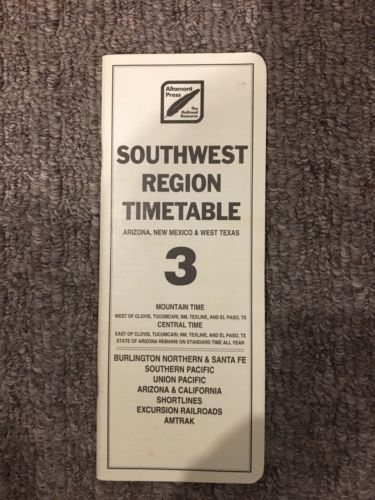 Altamont
Press
The
Railroad
Resource
SOUTHWEST
REGION
TIMETABLE
ARIZONA, NEW MEXICO & WEST TEXAS
3
MOUNTAIN TIME
WEST OF CLOVIS, TUCUMCARI, NM, TEXLINE, AND EL PASO, TX
CENTRAL TIME
EAST OF CLOVIS, TUCUMCARI, NM, TEXLINE, AND EL PASO, TX
STATE OF ARIZONA REMAINS ON STANDARD TIME ALL YEAR
BURLINGTON NORTHERN & SANTA FE
SOUTHERN PACIFIC
UNION PACIFIC
ARIZONA & CALIFORNIA
SHORTLINES
EXCURSION RAILROADS
AMTRAK